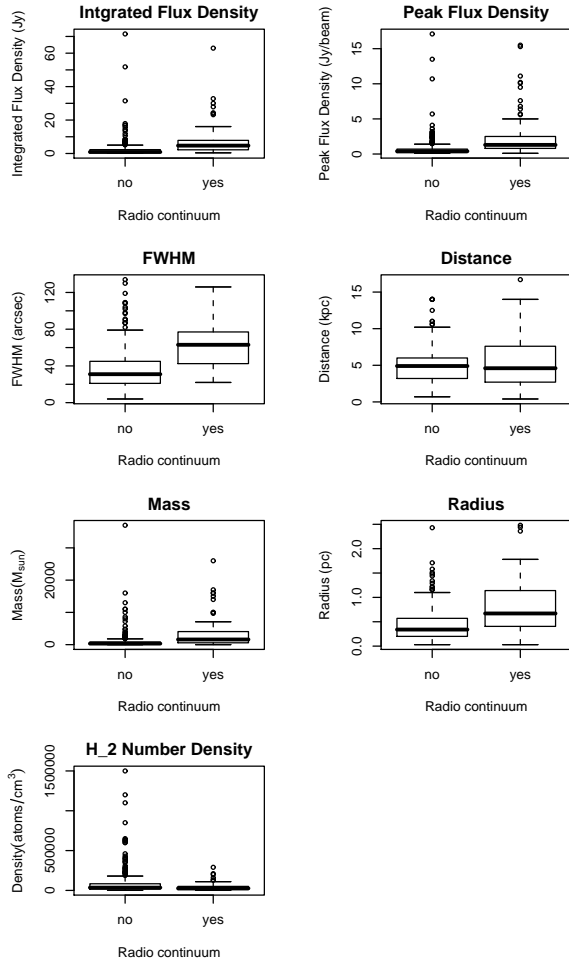 Intgrated Flux Density
Integrated Flux Density (Jy)
0 20 40 60
no yes
Radio continuum
Peak Flux Density
Peak Flux Density (Jy/beam)
0 5 10 15
no yes
Radio continuum
FWHM
FWHM (arcsec)
0 40 80 120
no yes
Radio continuum
Distance
Distance (kpc)
0 5 10 15
no yes
Radio continuum
Mass
Mass(Msun)
0 20000
no yes
Radio continuum
Radius
Radius (pc)
0.0 1.0 2.0
no yes
Radio continuum
H_2 Number Density
Density(atoms/cm³)
0 500000 1500000
no yes
Radio continuum